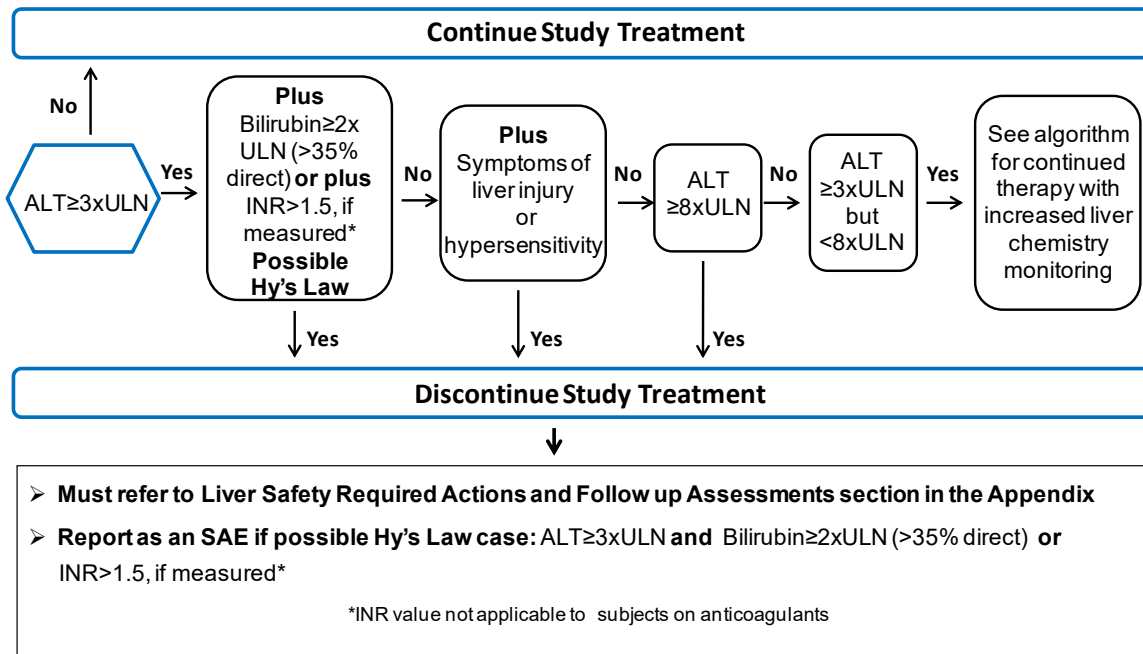 Continue Study Treatment
No
ALT≥3xULN
Yes
Plus
Bilirubin≥2x
ULN (>35%
direct) or plus
INR>1.5, if
measured*
Possible
Hy's Law
No
Yes
Plus
Symptoms of
liver injury
or
hypersensitivity
No
Yes
ALT
≥8xULN
No
Yes
ALT
≥3xULN
but
<8xULN
Yes
See algorithm
for continued
therapy with
increased liver
chemistry
monitoring
Discontinue Study Treatment
➢ Must refer to Liver Safety Required Actions and Follow up Assessments section in the Appendix
➢ Report as an SAE if possible Hy's Law case: ALT≥3xULN and Bilirubin≥2xULN (>35% direct) or
INR>1.5, if measured*
*INR value not applicable to subjects on anticoagulants